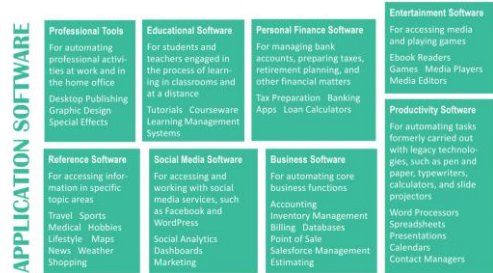 APPLICATION SOFTWARE
Professional Tools
For automating
professional activi-
ties at work and in
the home office
Desktop Publishing
Graphic Design
Special Effects
Educational Software
For students and
teachers engaged in
the process of learn-
ing in classrooms and
at a distance
Tutorials Courseware
Learning Management
Systems
Personal Finance Software
For managing bank
accounts, preparing taxes,
retirement planning, and
other financial matters
Tax Preparation Banking
Apps Loan Calculators
Entertainment Software
For accessing media
and playing games
Ebook Readers
Games Media Players
Media Editors
Reference Software
For accessing infor-
mation in specific
topic areas
Travel Sports
Medical Hobbies
Lifestyle Maps
News Weather
Shopping
Social Media Software
For accessing and
working with social
media services, such
as Facebook and
WordPress
Social Analytics
Dashboards
Marketing
Business Software
For automating core
business functions
Accounting
Inventory Management
Billing Databases
Point of Sale
Salesforce Management
Estimating
Productivity Software
For automating tasks
formerly carried out
with legacy technolo-
gies, such as pen and
paper, typewriters,
calculators, and slide
projectors
Word Processors
Spreadsheets
Presentations
Calendars
Contact Managers